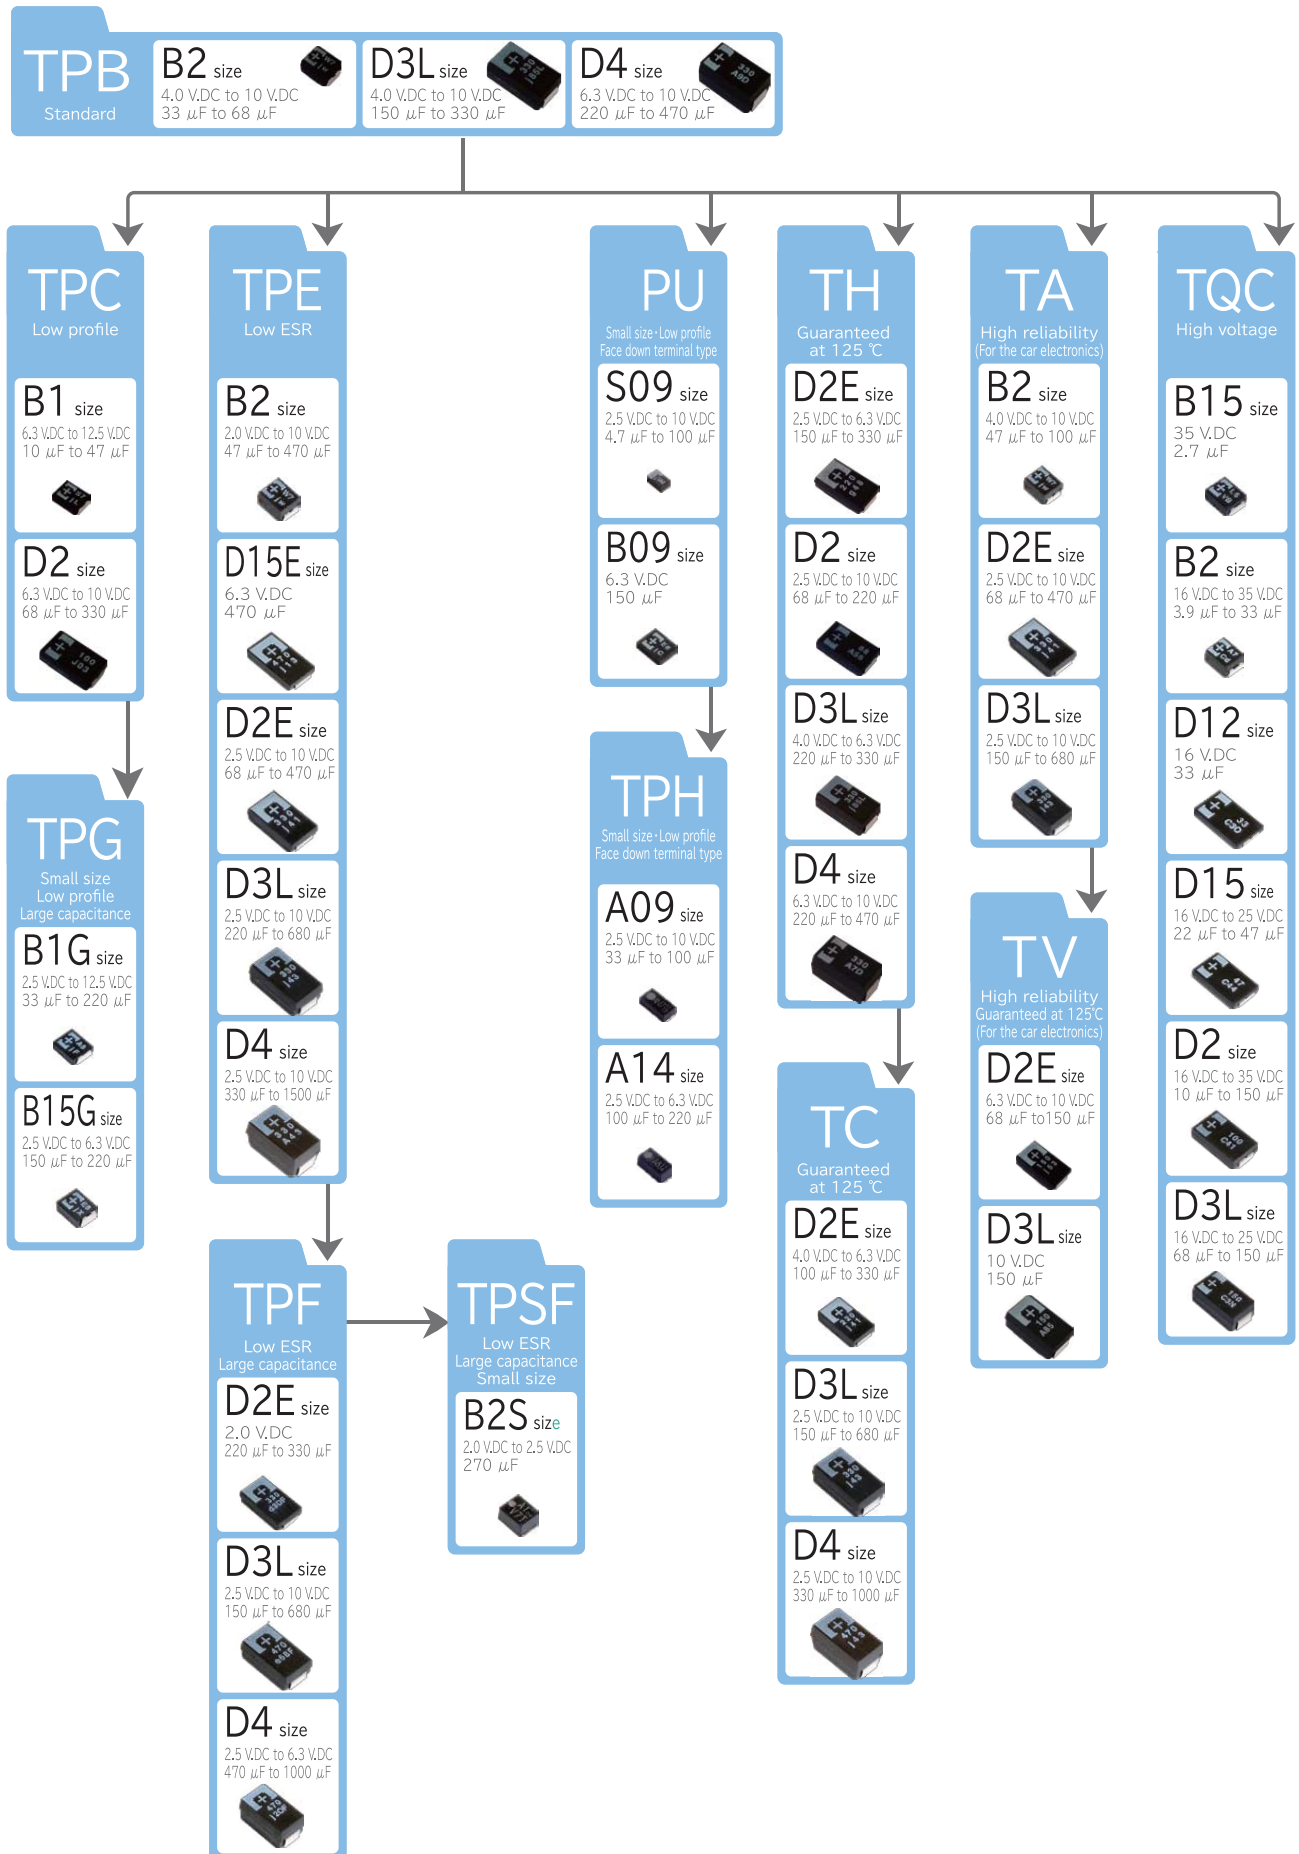 TPB
Standard
B2 size
4.0 V.DC to 10 V.DC
33 μF to 68 μF
D3L size
4.0 V.DC to 10 V.DC
150 μF to 330 μF
D4 size
6.3 V.DC to 10 V.DC
220 μF to 470 μF
TPC
Low profile
B1 size
6.3 V.DC to 12.5 V.DC
10 μF to 47 μF
D2 size
6.3 V.DC to 10 V.DC
68 μF to 330 μF
100
J03
TPG
Small size
Low profile
Large capacitance
B1G size
2.5 V.DC to 12.5 V.DC
33 μF to 220 μF
B15G size
2.5 V.DC to 6.3 V.DC
150 μF to 220 μF
TPE
Low ESR
B2 size
2.0 V.DC to 10 V.DC
47 μF to 470 μF
D15E size
6.3 V.DC
470 μF
D2E size
2.5 V.DC to 10 V.DC
68 μF to 470 μF
D3L size
2.5 V.DC to 10 V.DC
220 μF to 680 μF
D4 size
2.5 V.DC to 10 V.DC
330 μF to 1500 μF
TPF
Low ESR
Large capacitance
D2E size
2.0 V.DC
220 μF to 330 μF
D3L size
2.5 V.DC to 10 V.DC
150 μF to 680 μF
D4 size
2.5 V.DC to 6.3 V.DC
470 μF to 1000 μF
TPSF
Low ESR
Large capacitance
Small size
B2S size
2.0 V.DC to 2.5 V.DC
270 μF
PU
Small size・Low profile
Face down terminal type
S09 size
2.5 V.DC to 10 V.DC
4.7 μF to 100 μF
B09 size
6.3 V.DC
150 μF
TPH
Small size・Low profile
Face down terminal type
A09 size
2.5 V.DC to 10 V.DC
33 μF to 100 μF
A14 size
2.5 V.DC to 6.3 V.DC
100 μF to 220 μF
TH
Guaranteed
at 125 ℃
D2E size
2.5 V.DC to 6.3 V.DC
150 μF to 330 μF
D2 size
2.5 V.DC to 10 V.DC
68 μF to 220 μF
D3L size
4.0 V.DC to 6.3 V.DC
220 μF to 330 μF
D4 size
6.3 V.DC to 10 V.DC
220 μF to 470 μF
330
A7D
TC
Guaranteed
at 125 ℃
D2E size
4.0 V.DC to 6.3 V.DC
100 μF to 330 μF
D3L size
2.5 V.DC to 10 V.DC
150 μF to 680 μF
D4 size
2.5 V.DC to 10 V.DC
330 μF to 1000 μF
TA
High reliability
(For the car electronics)
B2 size
4.0 V.DC to 10 V.DC
47 μF to 100 μF
D2E size
2.5 V.DC to 10 V.DC
68 μF to 470 μF
D3L size
2.5 V.DC to 10 V.DC
150 μF to 680 μF
TV
High reliability
Guaranteed at 125℃
(For the car electronics)
D2E size
6.3 V.DC to 10 V.DC
68 μF to150 μF
D3L size
10 V.DC
150 μF
TQC
High voltage
B15 size
35 V.DC
2.7 μF
B2 size
16 V.DC to 35 V.DC
3.9 μF to 33 μF
D12 size
16 V.DC
33 μF
D15 size
16 V.DC to 25 V.DC
22 μF to 47 μF
D2 size
16 V.DC to 35 V.DC
10 μF to 150 μF
D3L size
16 V.DC to 25 V.DC
68 μF to 150 μF